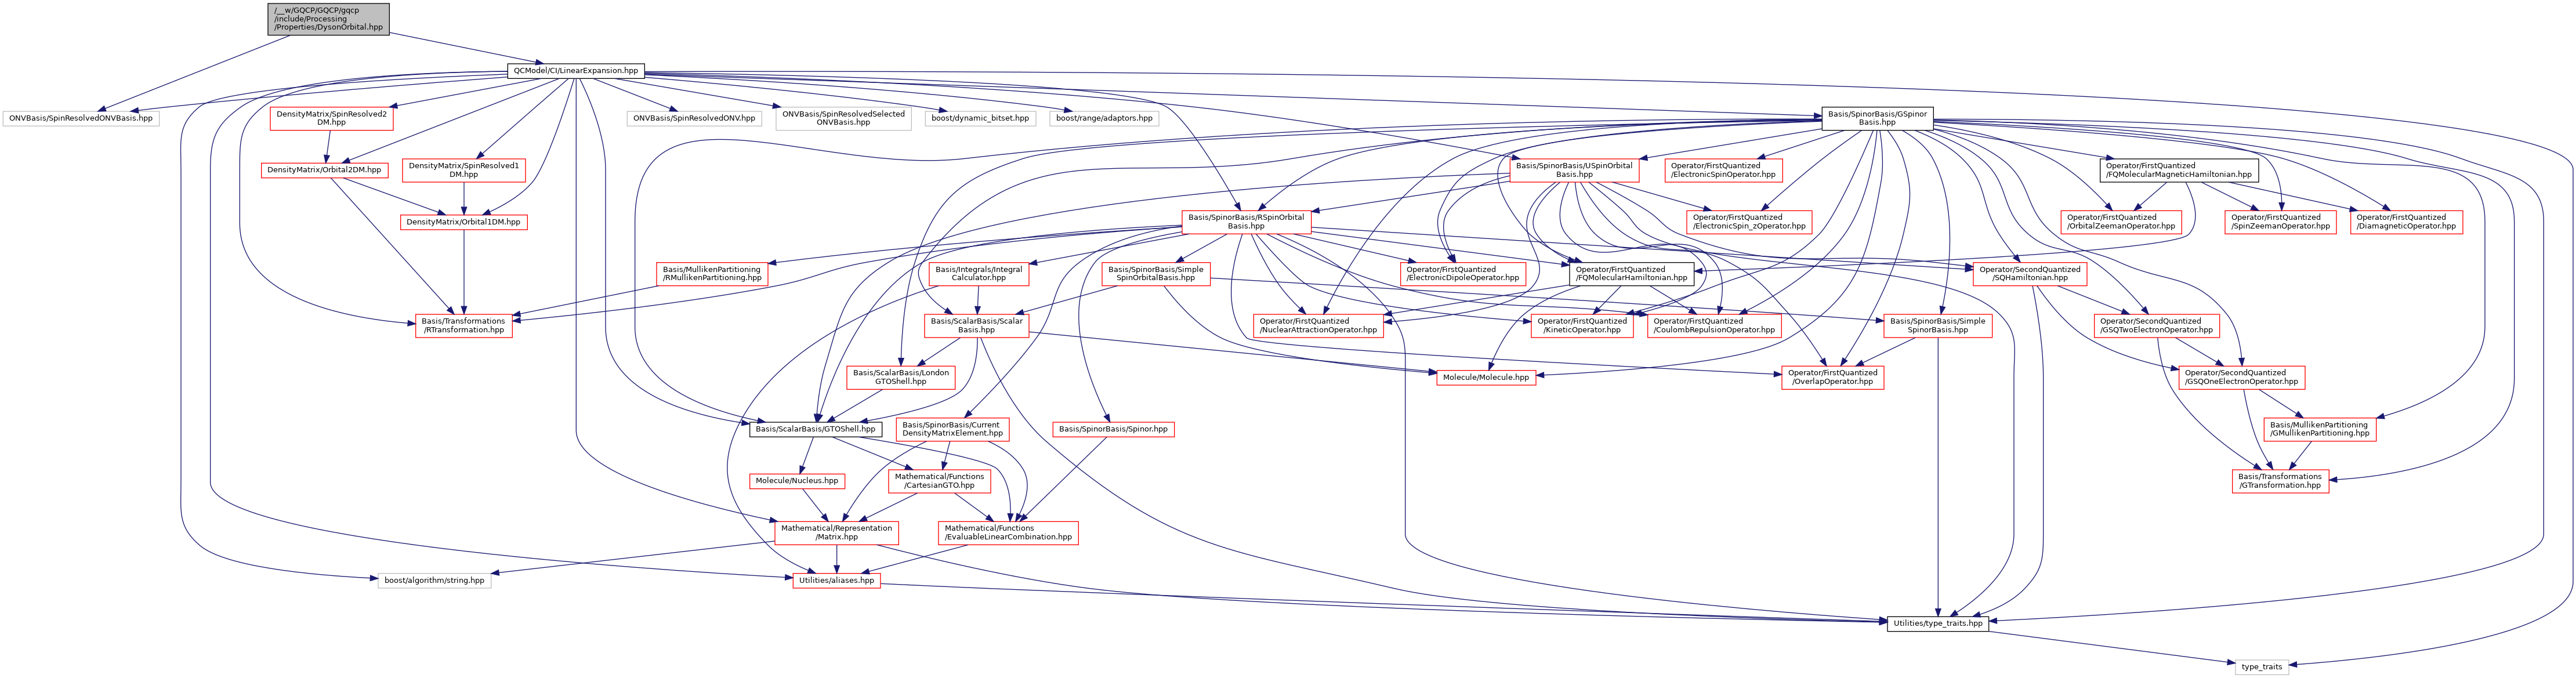 /__w/GQCP/GQCP/gqcp
/include/Processing
/Properties/DysonOrbital.hpp
QCModel/CI/LinearExpansion.hpp
ONVBasis/SpinResolvedONVBasis.hpp
DensityMatrix/SpinResolved2
DM.hpp
ONVBasis/SpinResolvedONV.hpp
ONVBasis/SpinResolvedSelected
ONVBasis.hpp
boost/dynamic_bitset.hpp
boost/range/adaptors.hpp
Basis/SpinorBasis/GSpinor
Basis.hpp
DensityMatrix/Orbital2DM.hpp
DensityMatrix/SpinResolved1
DM.hpp
Basis/SpinorBasis/USpinOrbital
Basis.hpp
Operator/FirstQuantized
/ElectronicSpinOperator.hpp
Operator/FirstQuantized
/FQMolecularMagneticHamiltonian.hpp
DensityMatrix/Orbital1DM.hpp
Basis/SpinorBasis/RSpinOrbital
Basis.hpp
Operator/FirstQuantized
/ElectronicSpin_zOperator.hpp
Operator/FirstQuantized
/OrbitalZeemanOperator.hpp
Operator/FirstQuantized
/SpinZeemanOperator.hpp
Operator/FirstQuantized
/DiamagneticOperator.hpp
Basis/MullikenPartitioning
/RMullikenPartitioning.hpp
Basis/Integrals/Integral
Calculator.hpp
Basis/SpinorBasis/Simple
SpinOrbitalBasis.hpp
Operator/FirstQuantized
/ElectronicDipoleOperator.hpp
Operator/FirstQuantized
/FQMolecularHamiltonian.hpp
Operator/SecondQuantized
/SQHamiltonian.hpp
Basis/Transformations
/RTransformation.hpp
Basis/ScalarBasis/Scalar
Basis.hpp
Operator/FirstQuantized
/NuclearAttractionOperator.hpp
Operator/FirstQuantized
/KineticOperator.hpp
Operator/FirstQuantized
/CoulombRepulsionOperator.hpp
Basis/SpinorBasis/Simple
SpinorBasis.hpp
Operator/SecondQuantized
/GSQTwoElectronOperator.hpp
Basis/ScalarBasis/London
GTOShell.hpp
Molecule/Molecule.hpp
Operator/FirstQuantized
/OverlapOperator.hpp
Operator/SecondQuantized
/GSQOneElectronOperator.hpp
Basis/ScalarBasis/GTOShell.hpp
Basis/SpinorBasis/Current
DensityMatrixElement.hpp
Basis/SpinorBasis/Spinor.hpp
Basis/MullikenPartitioning
/GMullikenPartitioning.hpp
Molecule/Nucleus.hpp
Mathematical/Functions
/CartesianGTO.hpp
Basis/Transformations
/GTransformation.hpp
Mathematical/Representation
/Matrix.hpp
Mathematical/Functions
/EvaluableLinearCombination.hpp
boost/algorithm/string.hpp
Utilities/aliases.hpp
Utilities/type_traits.hpp
type_traits